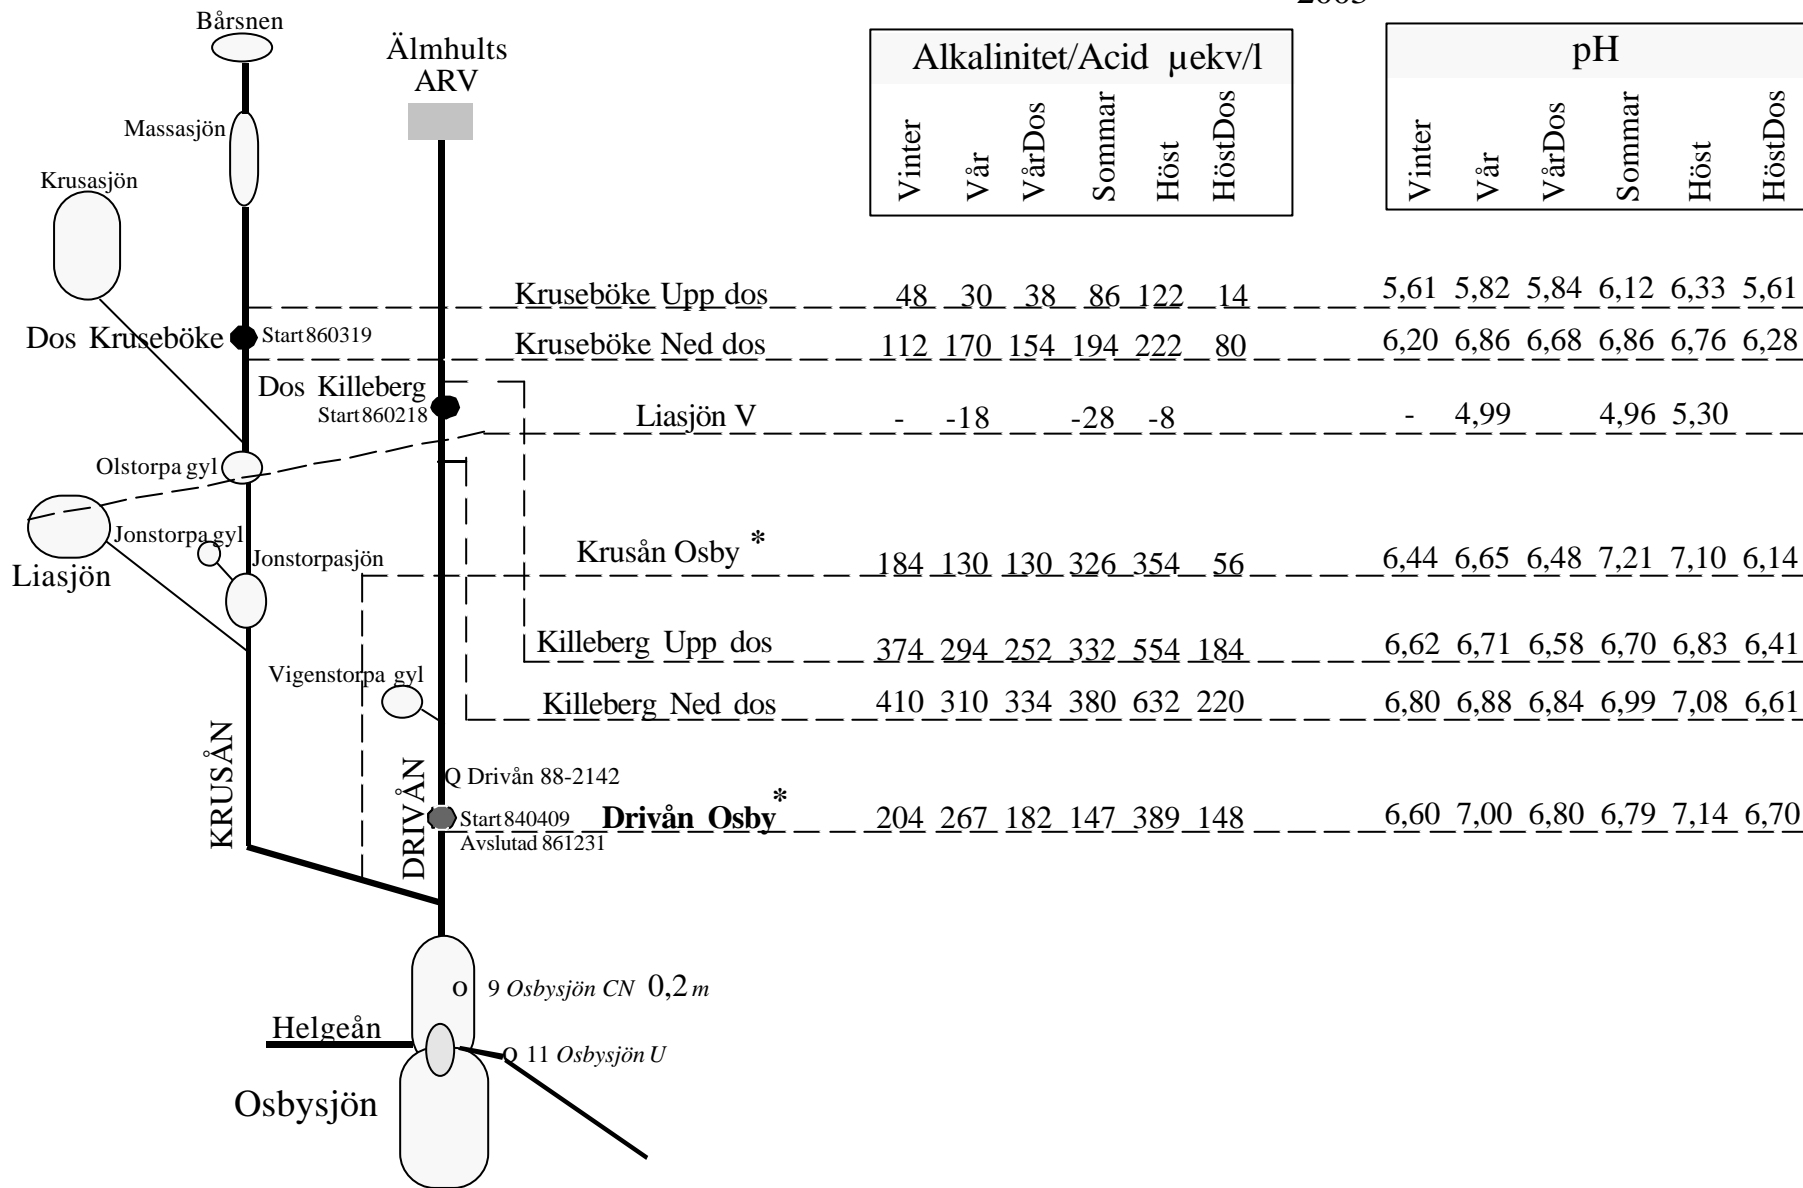 2003
Bårsnen
Älmhults
ARV
Massasjön
Krusasjön
Alkalinitet/Acid µekv/l
Vinter Vår VårDos Sommar Höst HöstDos
pH
Vinter Vår VårDos Sommar Höst HöstDos
Kruseböke Upp dos 48 30 38 86 122 14 5,61 5,82 5,84 6,12 6,33 5,61
Dos Kruseböke Start 860319
Kruseböke Ned dos 112 170 154 194 222 80 6,20 6,86 6,68 6,86 6,76 6,28
Dos Killeberg
Start 860218
Liasjön V - -18 -28 -8 - 4,99 4,96 5,30
Olstorpa gyl
Jonstorpa gyl
Jonstorpasjön
Liasjön
Krusån Osby * 184 130 130 326 354 56 6,44 6,65 6,48 7,21 7,10 6,14
Killeberg Upp dos 374 294 252 332 554 184 6,62 6,71 6,58 6,70 6,83 6,41
Vigenstorpa gyl
Killeberg Ned dos 410 310 334 380 632 220 6,80 6,88 6,84 6,99 7,08 6,61
KRUSÅN
DRIVÅN
Q Drivån 88-2142
Start 840409
Avslutad 861231
Drivån Osby * 204 267 182 147 389 148 6,60 7,00 6,80 6,79 7,14 6,70
o 9 Osbysjön CN 0,2 m
Helgeån
o 11 Osbysjön U
Osbysjön